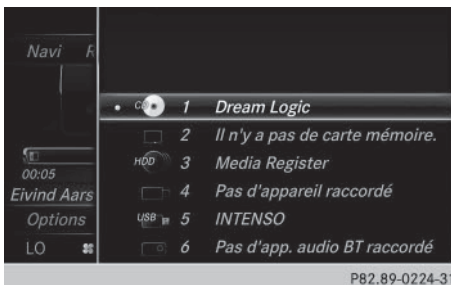 Navi R
CD 1 Dream Logic
2 Il n'y a pas de carte mémoire.
HDD 3 Media Register
00:05
4 Pas d'appareil raccordé
Eivind Aars
USB 5 INTENSO
Options
6 Pas d'app. audio BT raccordé
LO
P82.89-0224-31